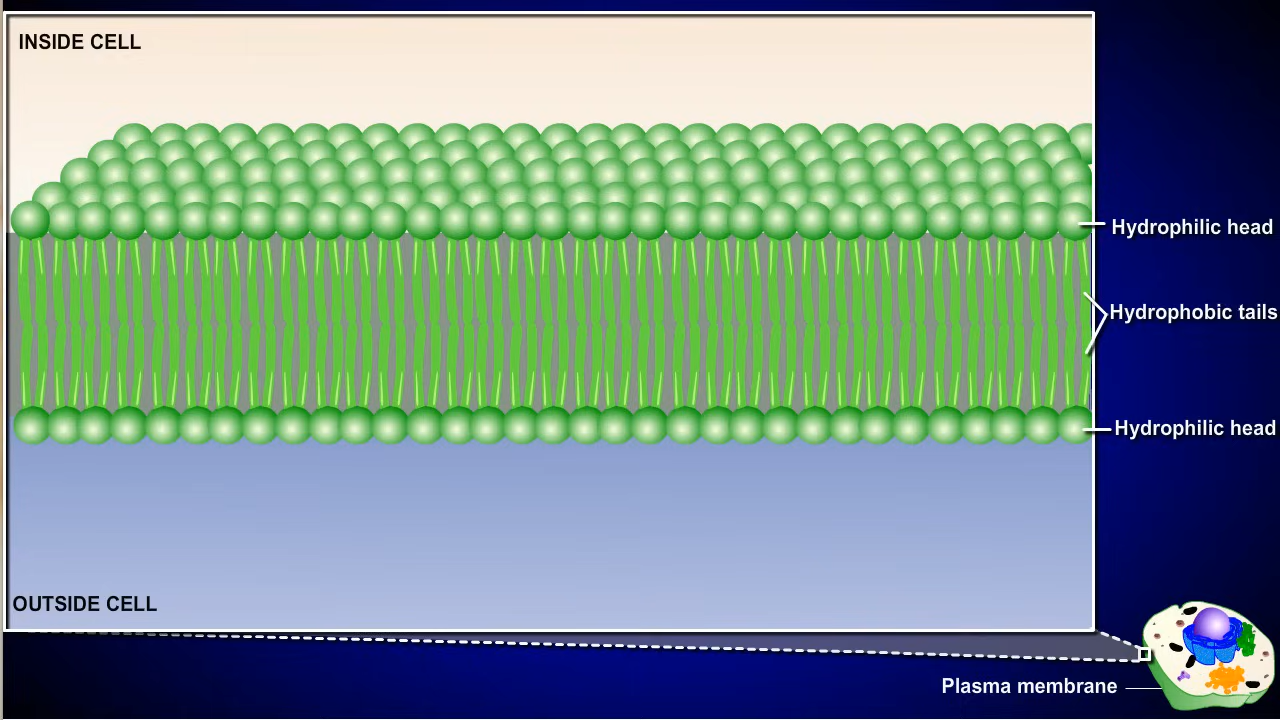 INSIDE CELL
Hydrophilic head
Hydrophobic tails
Hydrophilic head
OUTSIDE CELL
Plasma membrane